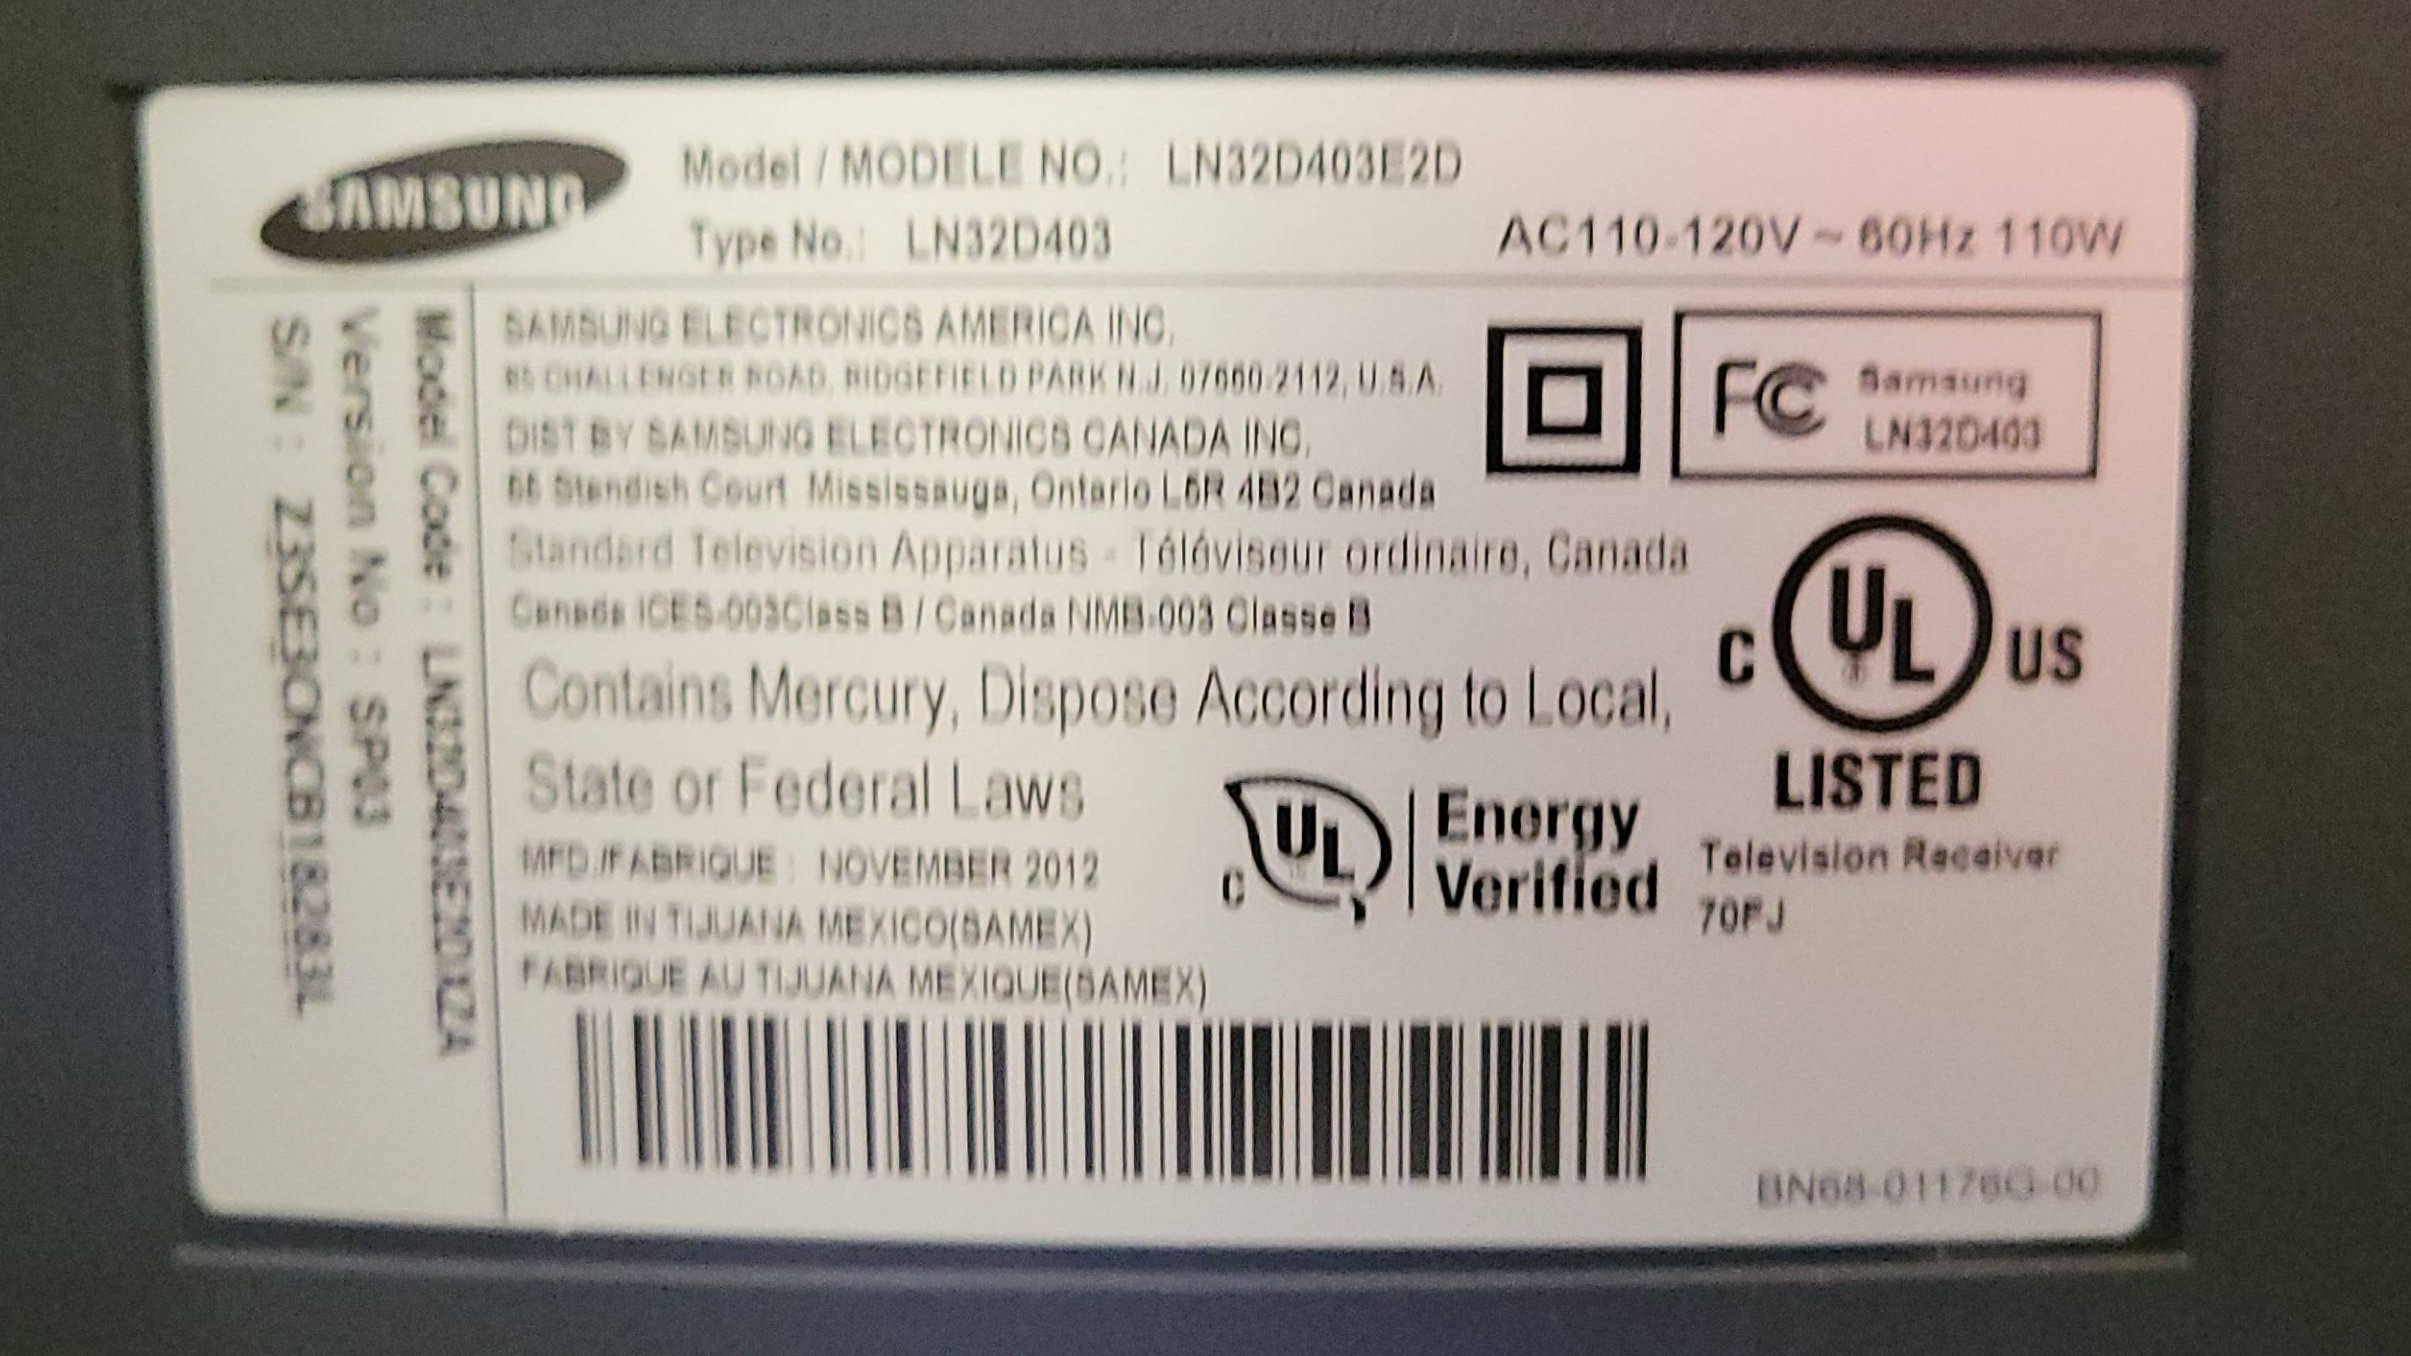 SAMSUNG
Model / MODELE NO.: LN32D403E2D
Type No.: LN32D403
AC110-120V ~ 60Hz 110W
Model Code : LN32D403E2D1ZA
Version No : SP03
S/N : Z3SE3CNCB18283L
SAMSUNG ELECTRONICS AMERICA INC.
85 CHALLENGER ROAD, RIDGEFIELD PARK N.J. 07660-2112, U.S.A.
DIST BY SAMSUNG ELECTRONICS CANADA INC.
Standish Court Mississauga, Ontario L5R 4B2 Canada
Standard Television Apparatus - Téléviseur ordinaire, Canada
Canada ICES-003Class B / Canada NMB-003 Classe B
Contains Mercury, Dispose According to Local,
State or Federal Laws
MFD./FABRIQUE : NOVEMBER 2012
MADE IN TIJUANA MEXICO(SAMEX)
FABRIQUE AU TIJUANA MEXIQUE(SAMEX)
FC Samsung
LN32D403
C UL US
®
LISTED
Television Receiver
70FJ
C UL Energy
Verified
BN68-01176G-00